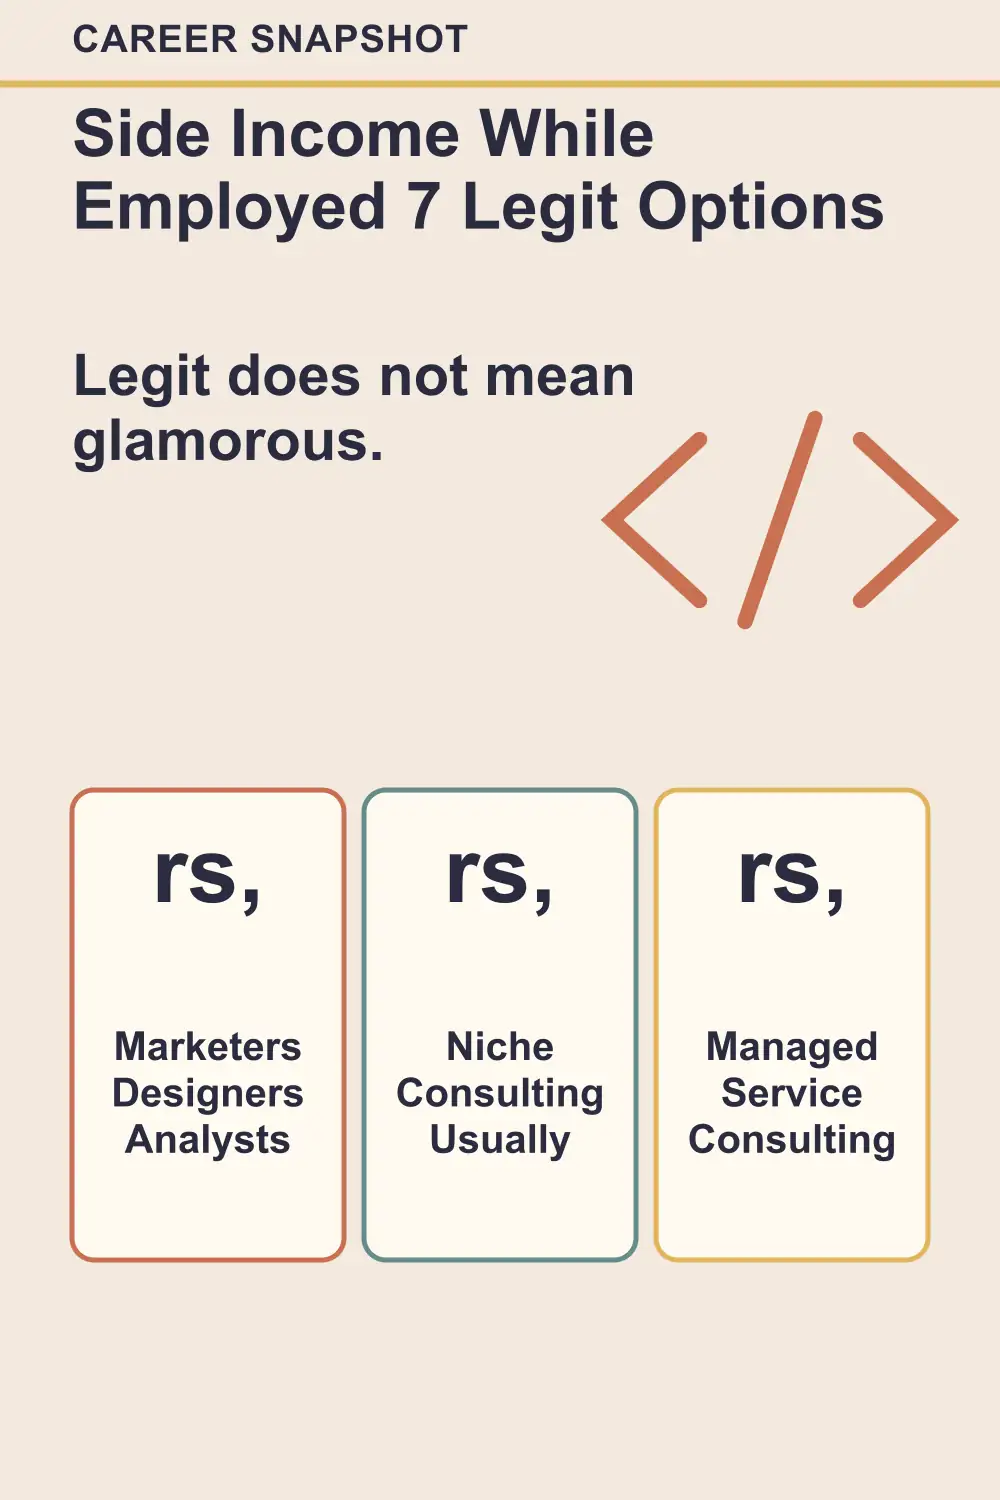 CAREER SNAPSHOT
Side Income While
Employed 7 Legit Options
Legit does not mean
glamorous.
</>
rs,
Marketers
Designers
Analysts
rs,
Niche
Consulting
Usually
rs,
Managed
Service
Consulting